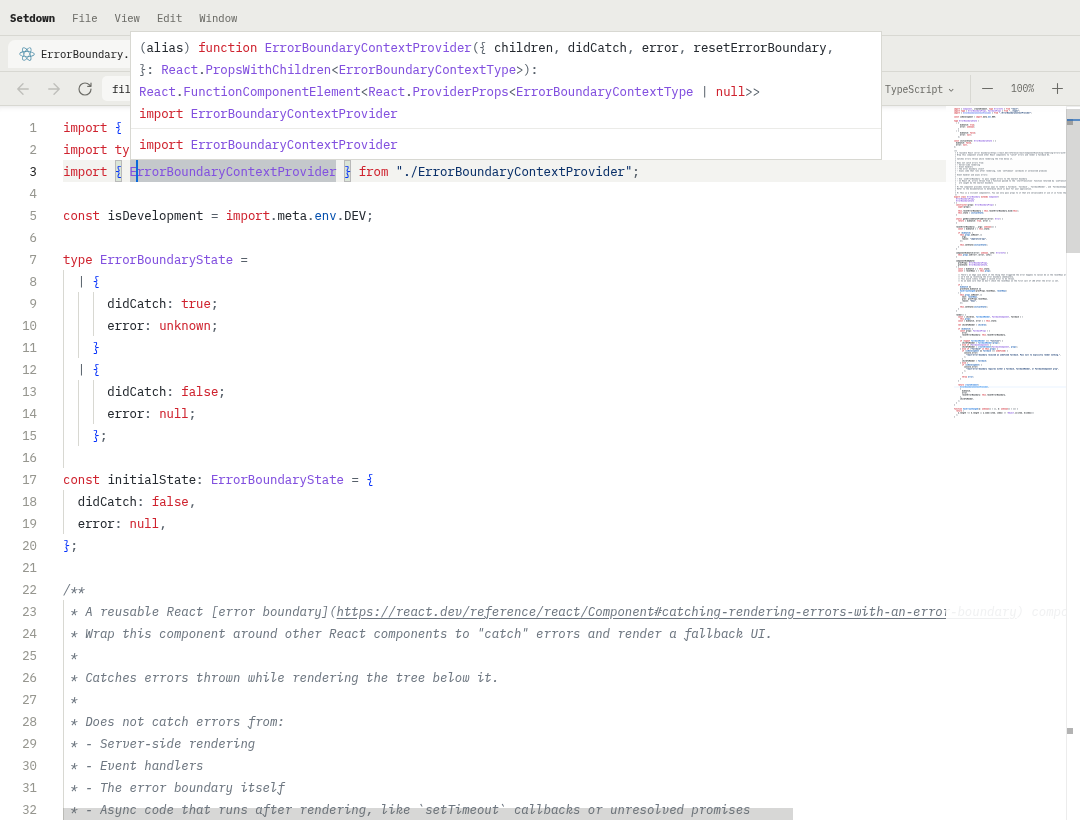 Setdown File View Edit Window
ErrorBoundary.
(alias) function ErrorBoundaryContextProvider({ children, didCatch, error, resetErrorBoundary,
}: React.PropsWithChildren<ErrorBoundaryContextType>):
React.FunctionComponentElement<React.ProviderProps<ErrorBoundaryContextType | null>>
import ErrorBoundaryContextProvider
import ErrorBoundaryContextProvider
fil TypeScript 100%
1 import {
2 import ty
3 import { ErrorBoundaryContextProvider } from "./ErrorBoundaryContextProvider";
4
5 const isDevelopment = import.meta.env.DEV;
6
7 type ErrorBoundaryState =
8 | {
9 didCatch: true;
10 error: unknown;
11 }
12 | {
13 didCatch: false;
14 error: null;
15 };
16
17 const initialState: ErrorBoundaryState = {
18 didCatch: false,
19 error: null,
20 };
21
22 /**
23 * A reusable React [error boundary](https://react.dev/reference/react/Component#catching-rendering-errors-with-an-error-boundary) compo
24 * Wrap this component around other React components to "catch" errors and render a fallback UI.
25 *
26 * Catches errors thrown while rendering the tree below it.
27 *
28 * Does not catch errors from:
29 * - Server-side rendering
30 * - Event handlers
31 * - The error boundary itself
32 * - Async code that runs after rendering, like `setTimeout` callbacks or unresolved promises